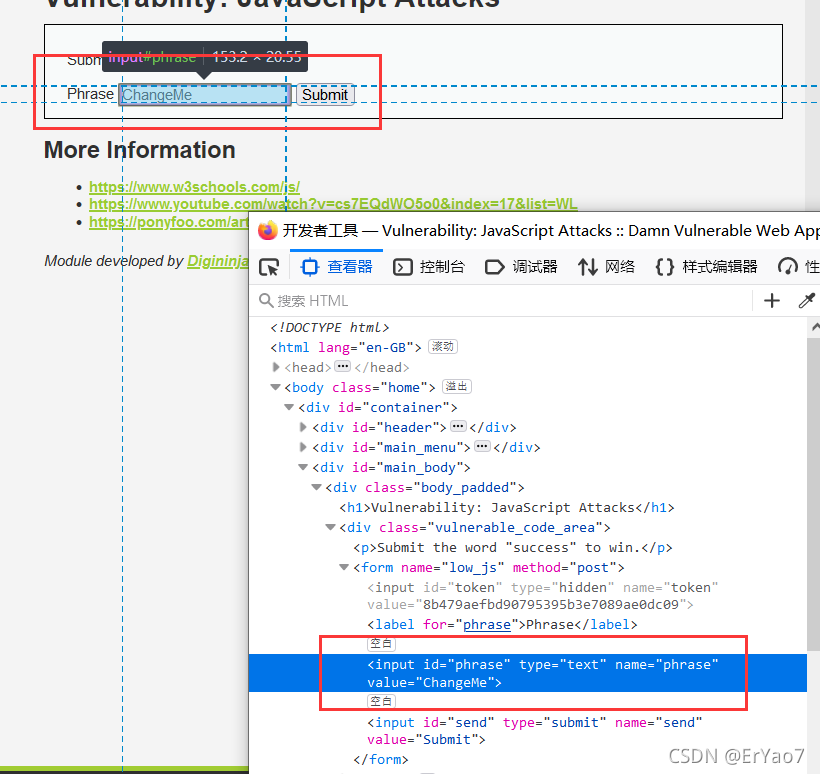 Vulnerability: JavaScript Attacks
Subm
input#phrase 153.2 × 20.55
Phrase ChangeMe Submit
More Information
• https://www.w3schools.com/js/
• https://www.youtube.com/watch?v=cs7EQdWO5o0&index=17&list=WL
• https://ponyfoo.com/art
Module developed by Digininja
开发者工具 — Vulnerability: JavaScript Attacks :: Damn Vulnerable Web App
查看器 控制台 调试器 网络 {} 样式编辑器 性
搜索 HTML
<!DOCTYPE html>
<html lang="en-GB"> 滚动
<head>···</head>
<body class="home"> 溢出
<div id="container">
<div id="header">···</div>
<div id="main_menu">···</div>
<div id="main_body">
<div class="body_padded">
<h1>Vulnerability: JavaScript Attacks</h1>
<div class="vulnerable_code_area">
<p>Submit the word "success" to win.</p>
<form name="low_js" method="post">
<input id="token" type="hidden" name="token"
value="8b479aefbd90795395b3e7089ae0dc09">
<label for="phrase">Phrase</label>
空白
<input id="phrase" type="text" name="phrase"
value="ChangeMe">
空白
<input id="send" type="submit" name="send"
value="Submit">
</form>
CSDN @ErYao7